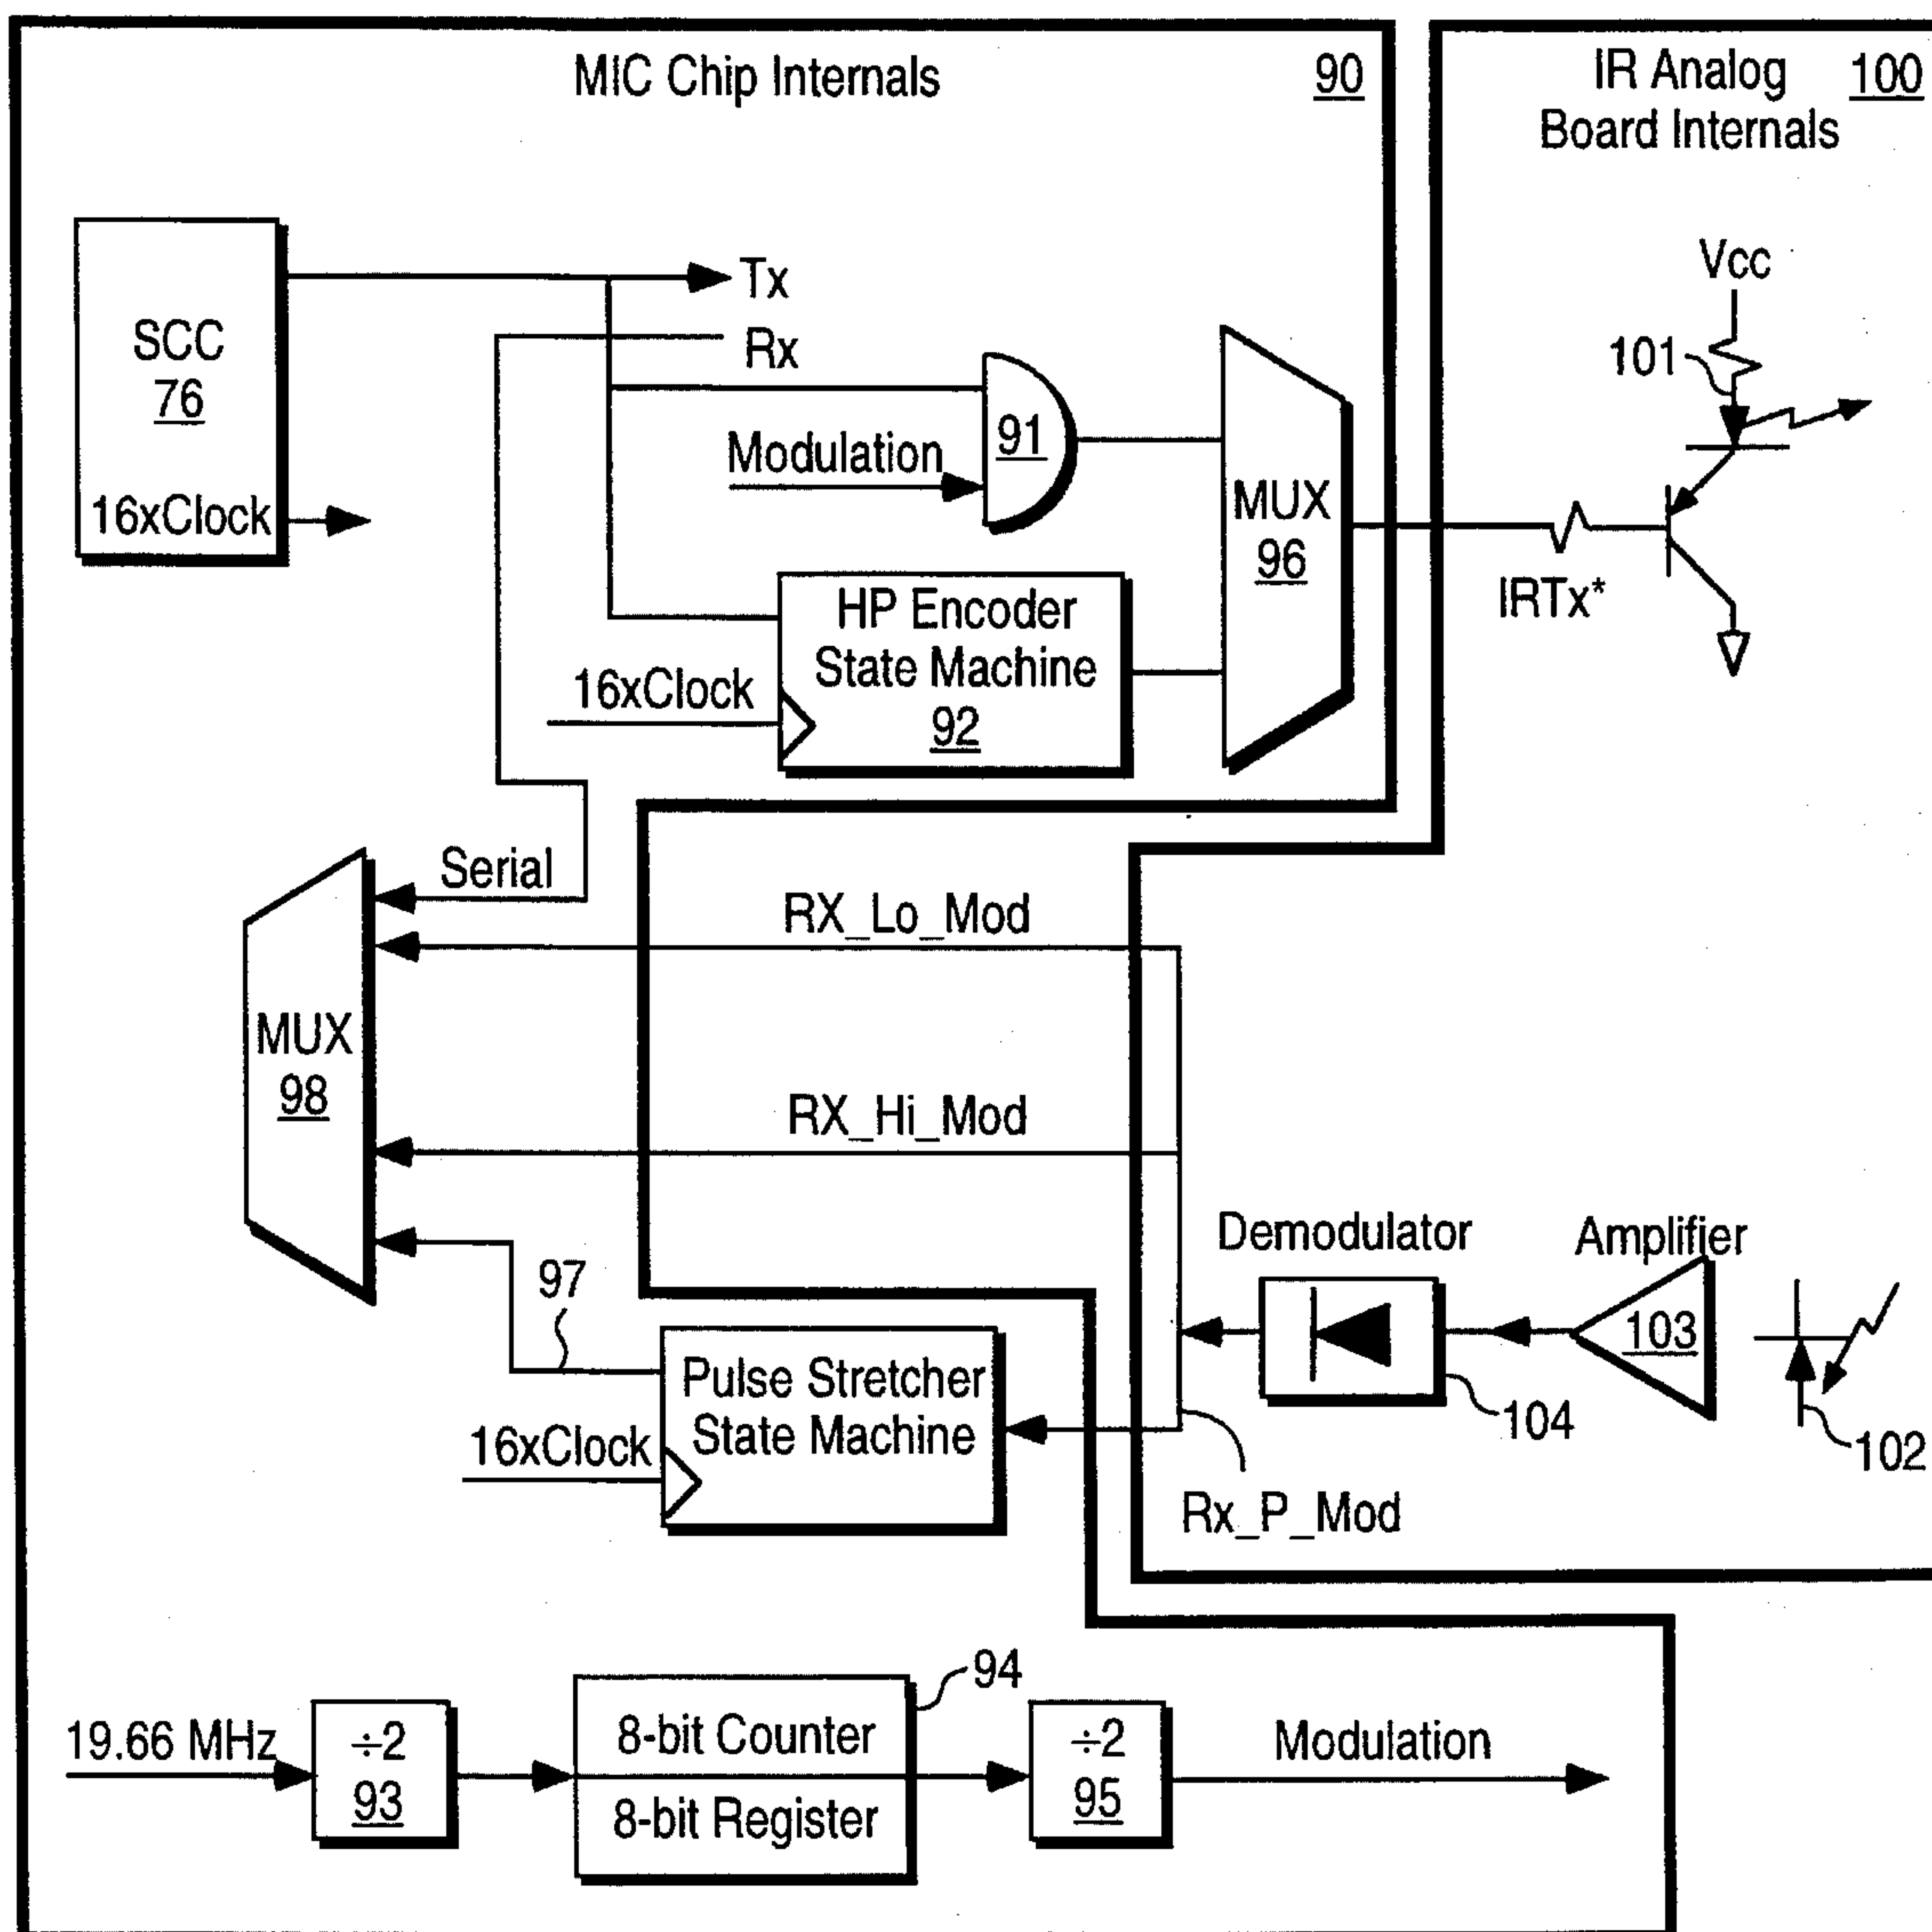 MIC Chip Internals
90
IR Analog
100
Board Internals
SCC
76
16xClock
Tx
Rx
Modulation
91
HP Encoder
State Machine
92
16xClock
MUX
96
IRTx*
Vcc
101
Serial
RX_Lo_Mod
MUX
98
RX_Hi_Mod
97
Pulse Stretcher
State Machine
16xClock
Demodulator
Amplifier
103
104
102
Rx_P_Mod
19.66 MHz
÷2
93
94
8-bit Counter
8-bit Register
÷2
95
Modulation